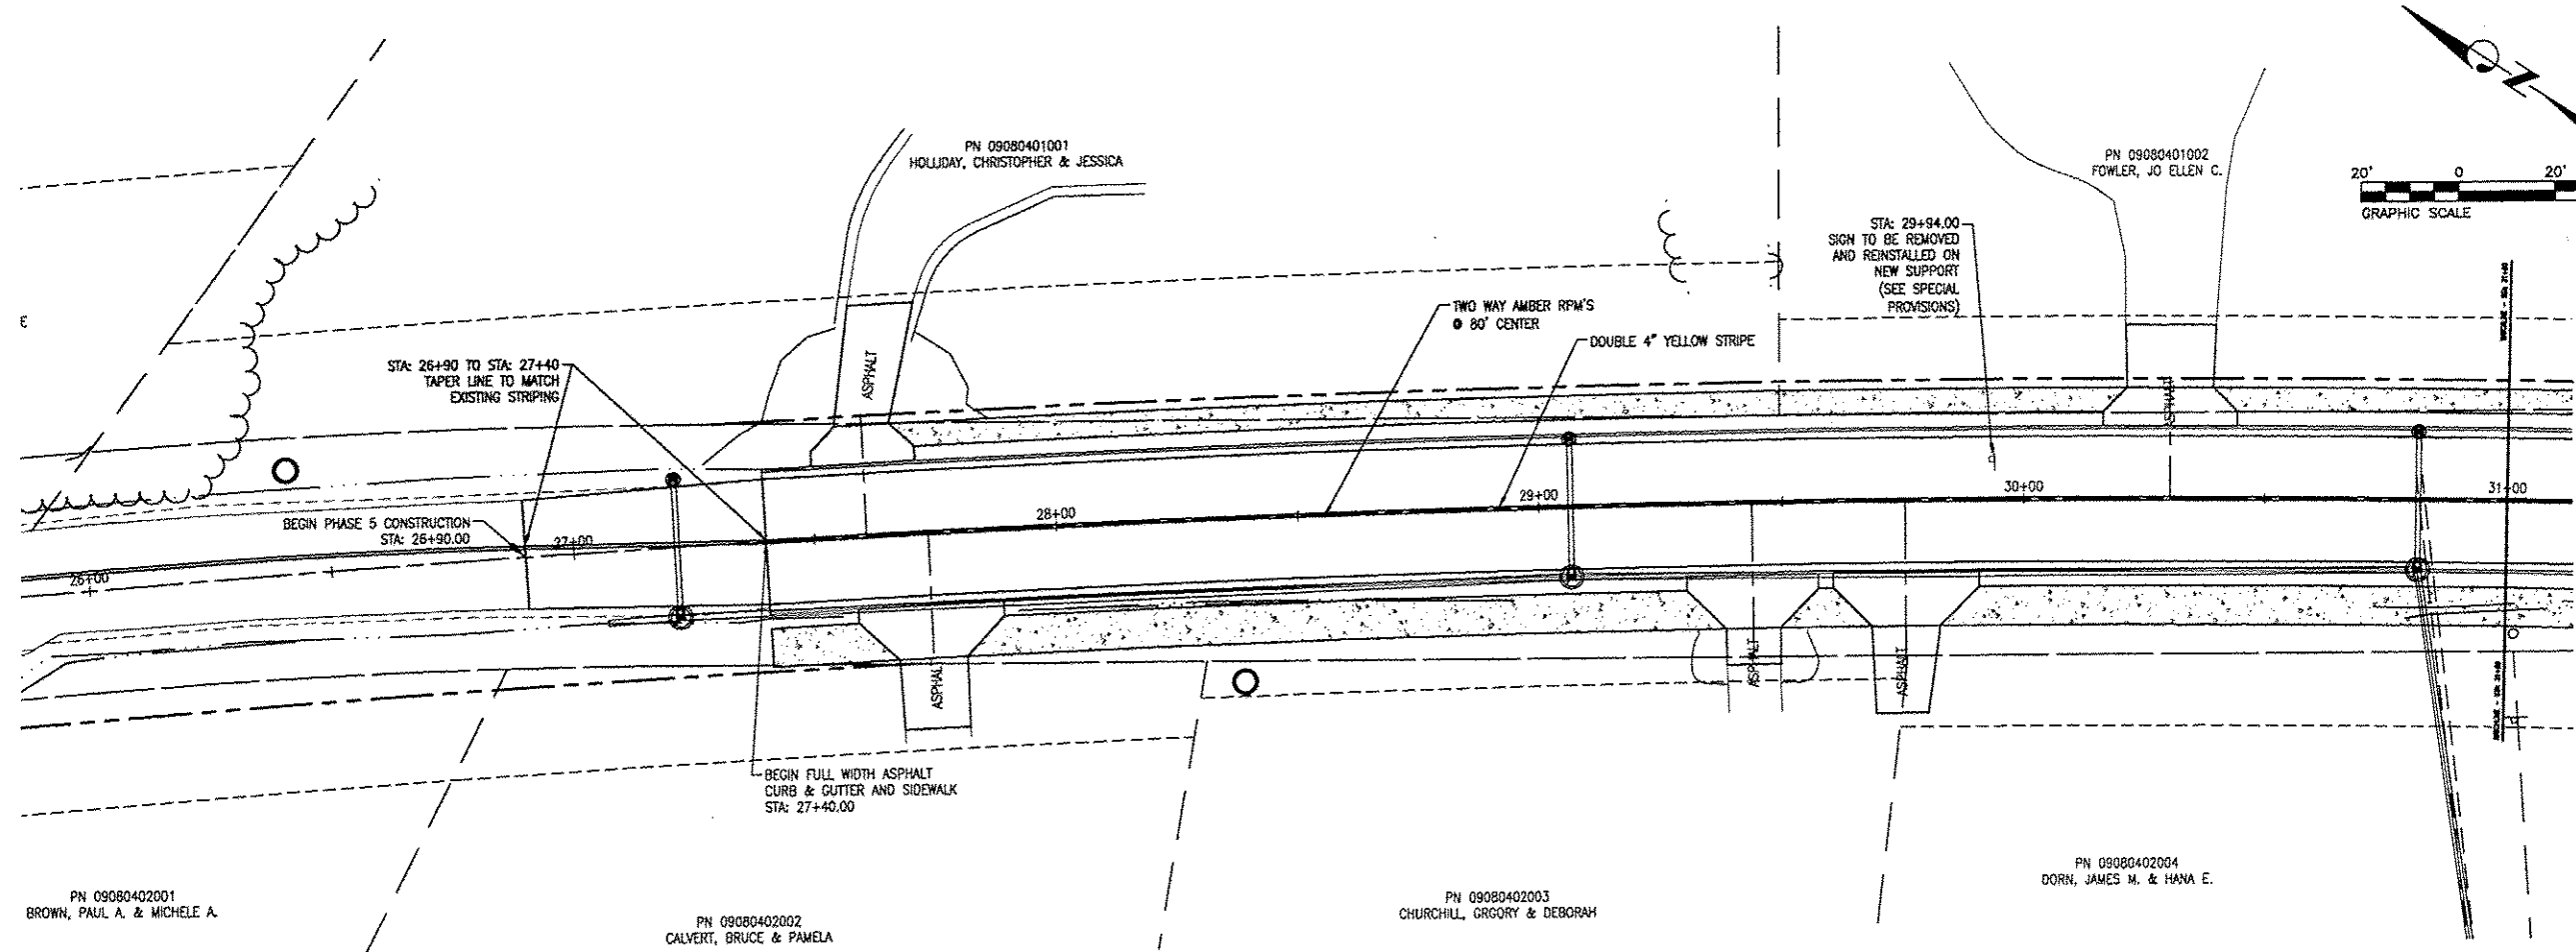 N
PN 09080401001
HOLLIDAY, CHRISTOPHER & JESSICA
PN 09080401002
FOWLER, JO ELLEN C.
20' 0 20'
GRAPHIC SCALE
STA: 29+94.00
SIGN TO BE REMOVED
AND REINSTALLED ON
NEW SUPPORT
(SEE SPECIAL
PROVISIONS)
TWO WAY AMBER RPM'S
@ 80' CENTER
DOUBLE 4" YELLOW STRIPE
STA: 26+90 TO STA: 27+40
TAPER LINE TO MATCH
EXISTING STRIPING
ASPHALT
ASPHALT
BEGIN PHASE 5 CONSTRUCTION
STA: 26+90.00
26+00
27+00
28+00
29+00
30+00
31+00
ASPHALT
ASPHALT
ASPHALT
BEGIN FULL WIDTH ASPHALT
CURB & GUTTER AND SIDEWALK
STA: 27+40.00
PN 09080402001
BROWN, PAUL A. & MICHELE A.
PN 09080402002
CALVERT, BRUCE & PAMELA
PN 09080402003
CHURCHILL, GRGORY & DEBORAH
PN 09080402004
DORN, JAMES M. & HANA E.